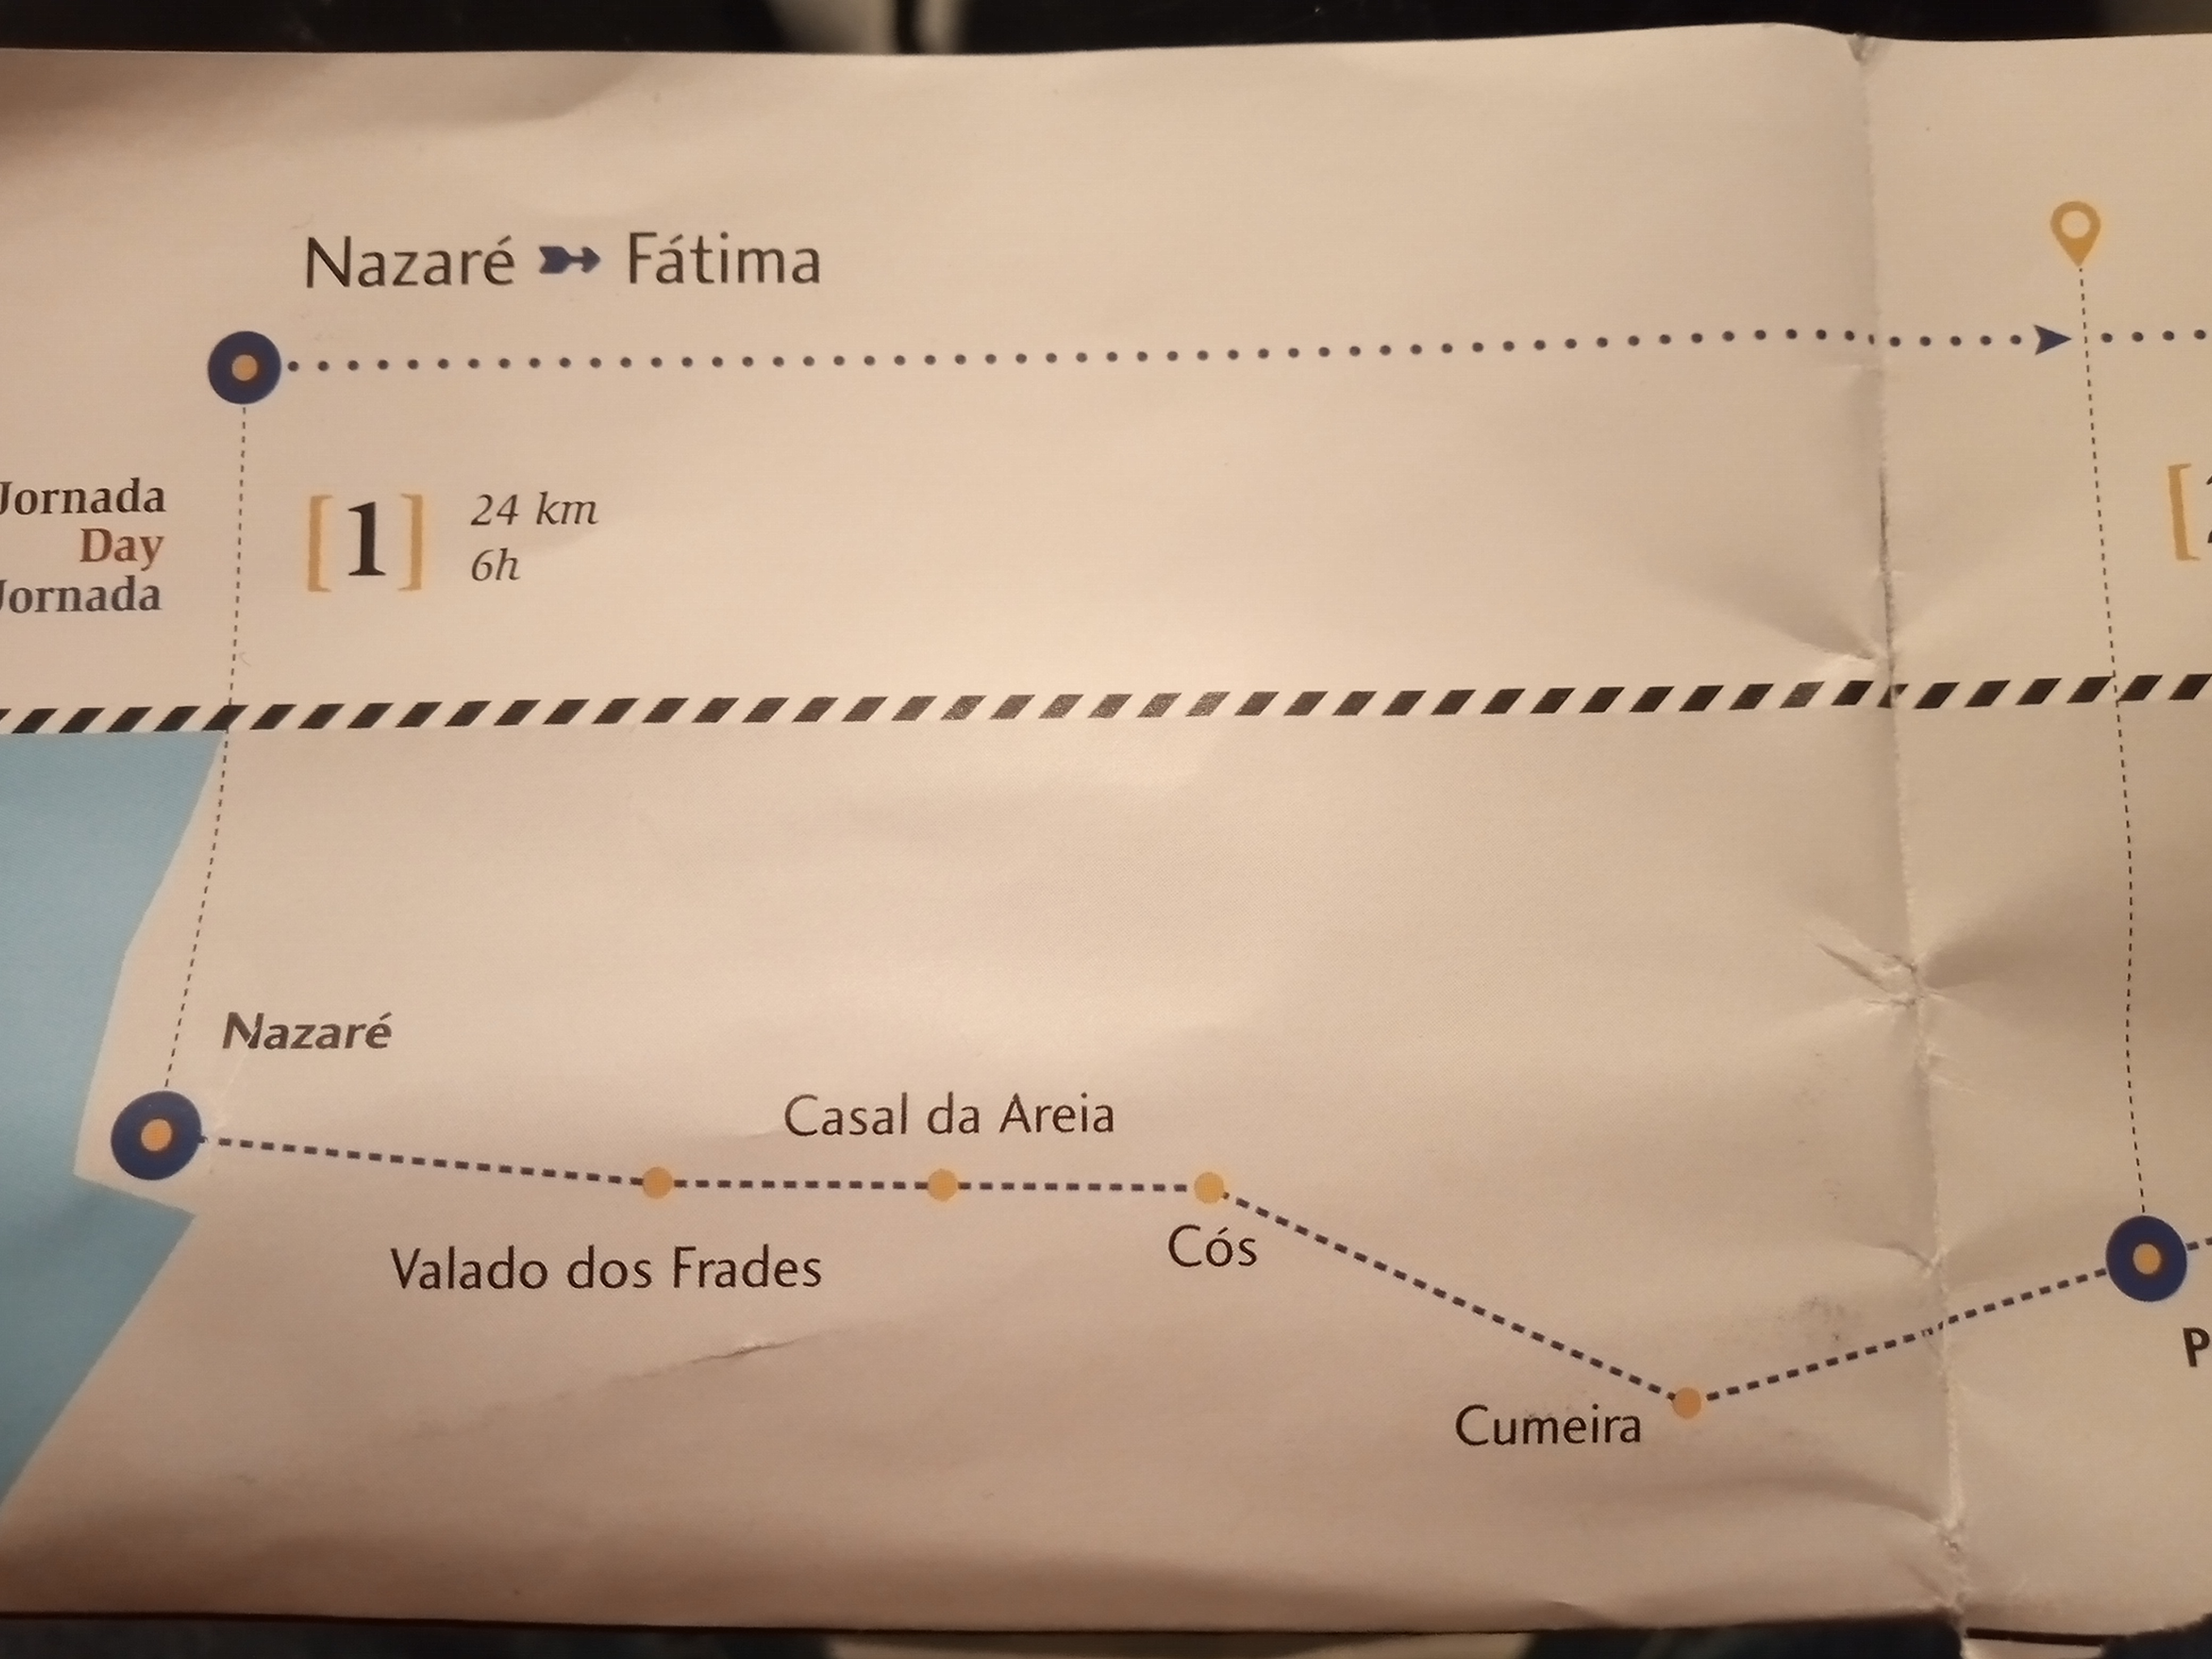 Nazaré Fátima
Jornada
Day
Jornada
[1]
24 km
6h
Nazaré
Casal da Areia
Valado dos Frades
Cós
Cumeira